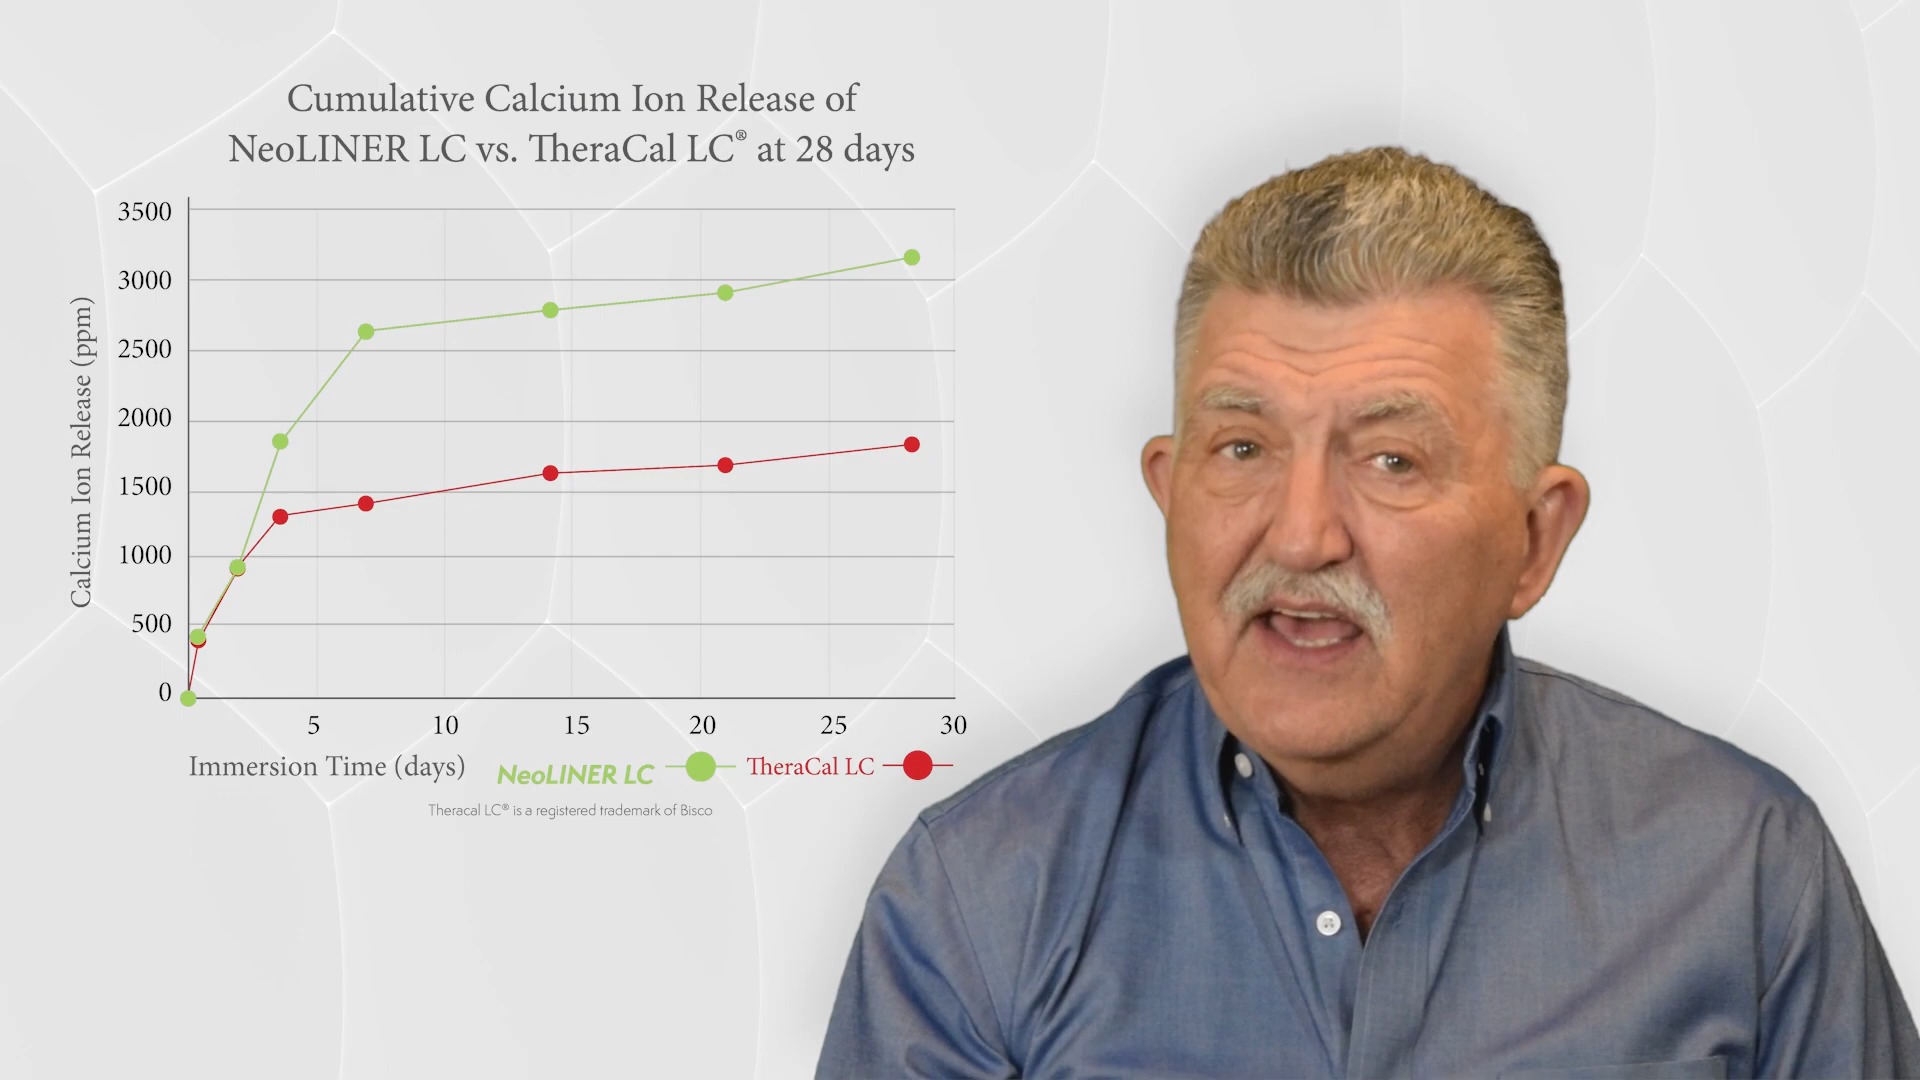 Cumulative Calcium Ion Release of
NeoLINER LC vs. TheraCal LC® at 28 days
3500
3000
2500
2000
1500
1000
500
0
Calcium Ion Release (ppm)
5 10 15 20 25 30
Immersion Time (days) NeoLINER LC TheraCal LC
Theracal LC® is a registered trademark of Bisco